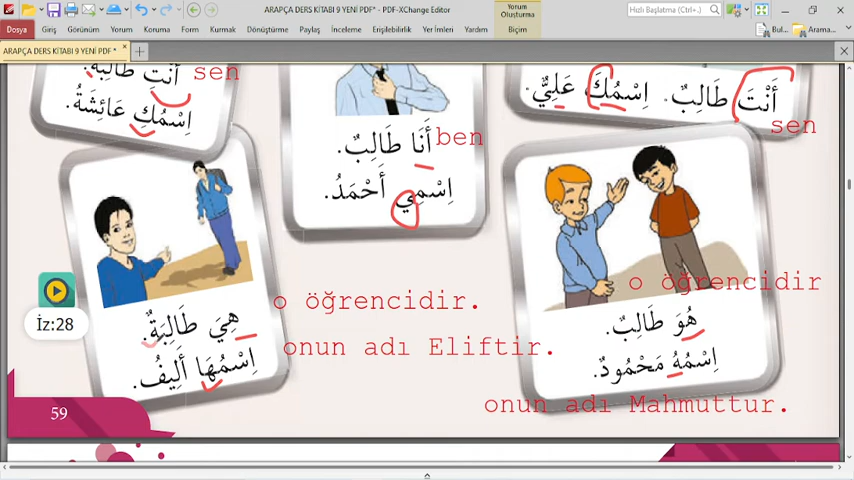 ARAPÇA DERS KİTABI 9 YENİ PDF* - PDF-XChange Editor
Yorum Oluşturma
Hızlı Başlatma (Ctrl+.)
Dosya Giriş Görünüm Yorum Koruma Form Kurumak Dönüştürme Paylaş İnceleme Erişilebilirlik Yer İmleri Yardım Biçim Bul... Arama...
ARAPÇA DERS KİTABI 9 YENİ PDF *
أَنْتَ طَالِبٌ. اِسْمُكَ عَلِيٌّ.
sen
أَنْتِ طَالِبَةٌ.
sen
اِسْمُكِ عَائِشَةُ.
أَنَا طَالِبٌ.
ben
اِسْمِي أَحْمَدُ.
o öğrencidir
هُوَ طَالِبٌ.
اِسْمُهُ مَحْمُودٌ.
onun adı Mahmuttur.
İz:28
هِيَ طَالِبَةٌ.
o öğrencidir.
اِسْمُهَا أَلِيفُ.
onun adı Eliftir.
59